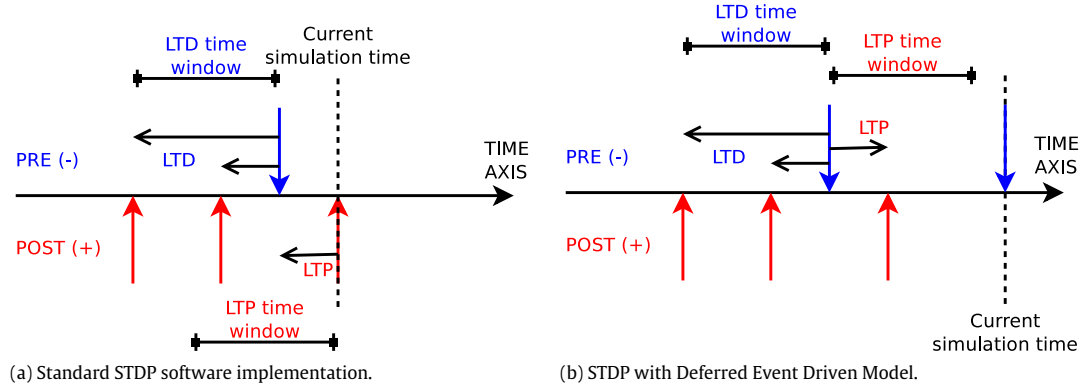 LTD time
window
Current
simulation time
PRE (-)
LTD
TIME
AXIS
POST (+)
LTP
LTP time
window
(a) Standard STDP software implementation.
LTD time
window
LTP time
window
LTP
PRE (-)
LTD
TIME
AXIS
POST (+)
Current
simulation time
(b) STDP with Deferred Event Driven Model.